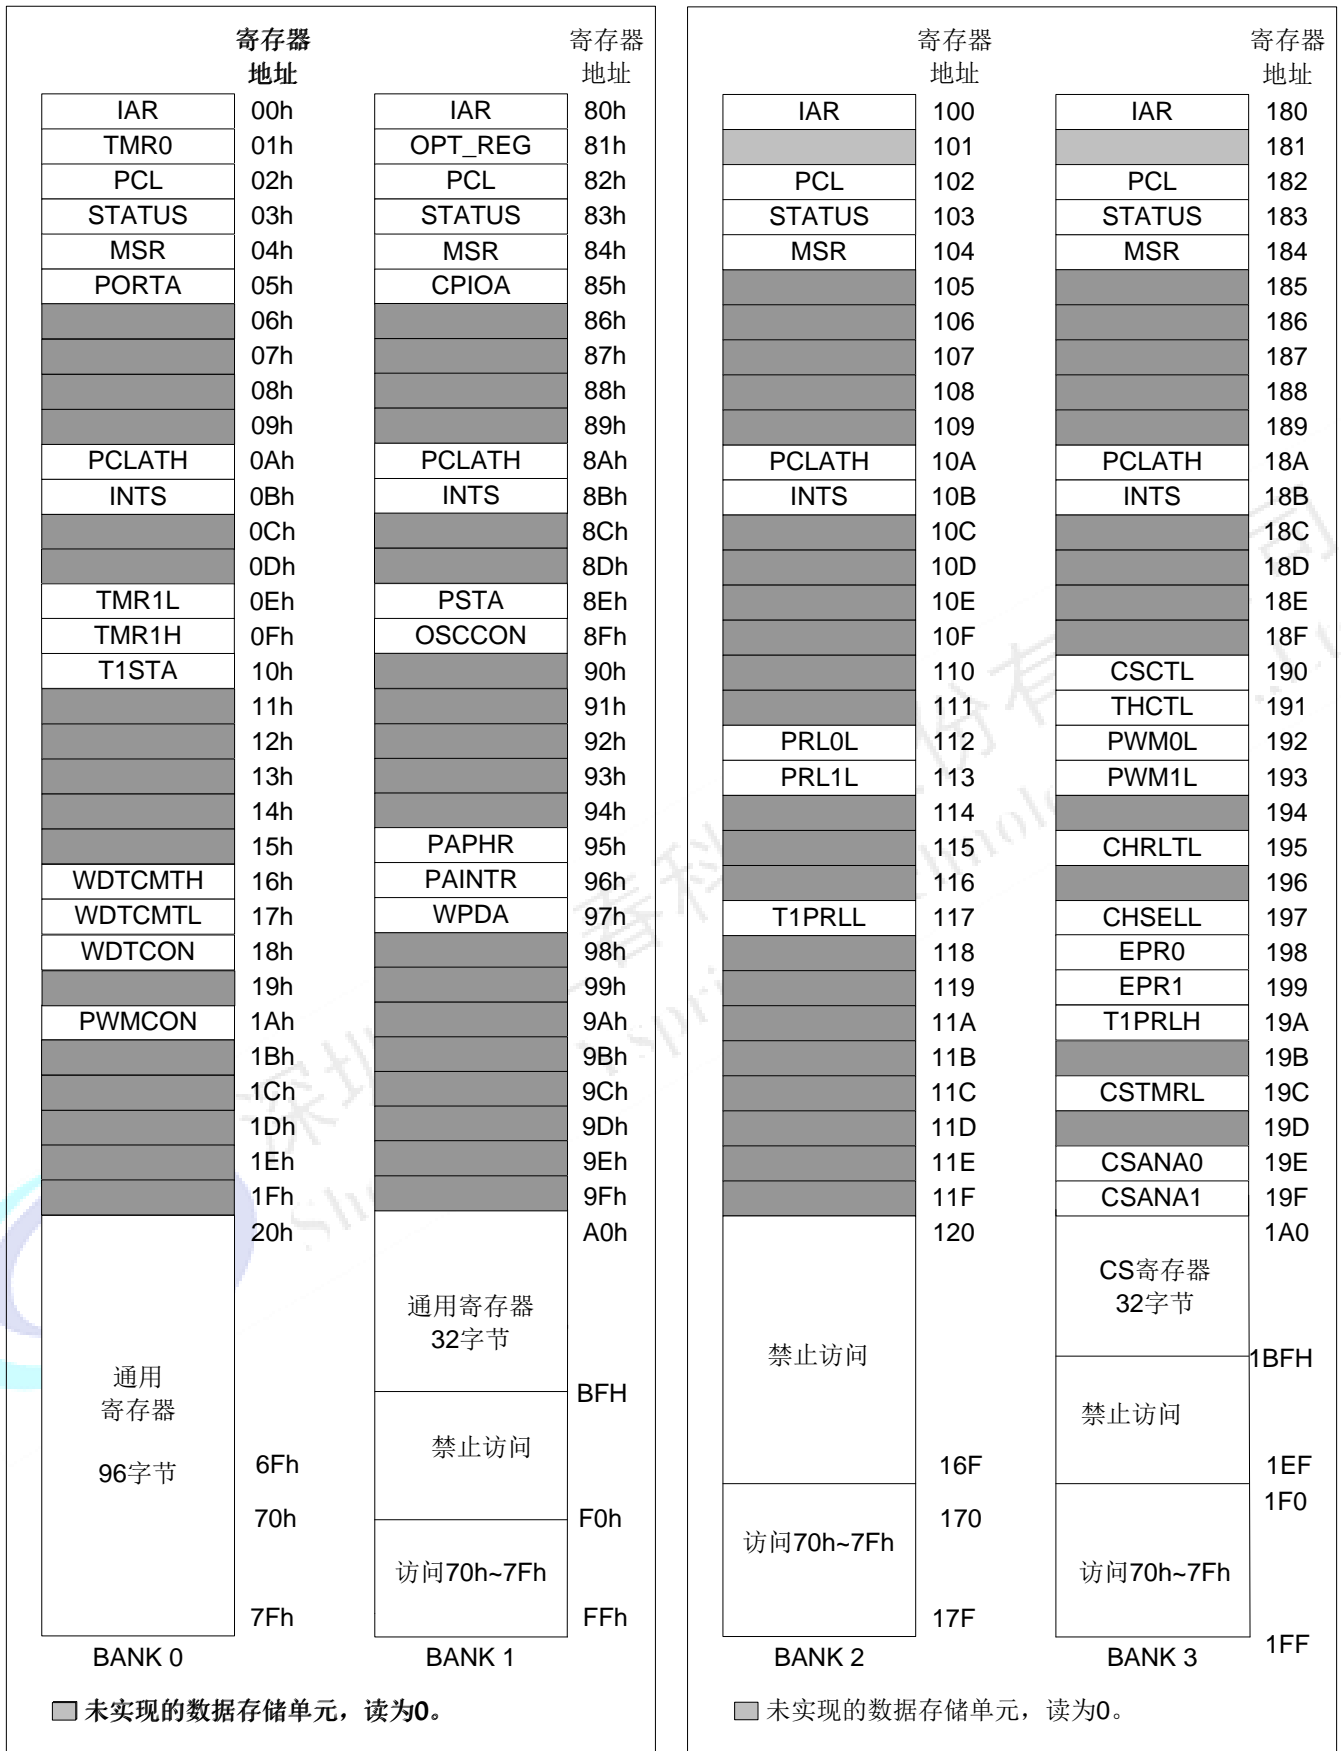 寄存器
地址
寄存器
地址
IAR 00h IAR 80h
TMR0 01h OPT_REG 81h
PCL 02h PCL 82h
STATUS 03h STATUS 83h
MSR 04h MSR 84h
PORTA 05h CPIOA 85h
06h 86h
07h 87h
08h 88h
09h 89h
PCLATH 0Ah PCLATH 8Ah
INTS 0Bh INTS 8Bh
0Ch 8Ch
0Dh 8Dh
TMR1L 0Eh PSTA 8Eh
TMR1H 0Fh OSCCON 8Fh
T1STA 10h 90h
11h 91h
12h 92h
13h 93h
14h 94h
15h PAPHR 95h
WDTCMTH 16h PAINTR 96h
WDTCMTL 17h WPDA 97h
WDTCON 18h 98h
19h 99h
PWMCON 1Ah 9Ah
1Bh 9Bh
1Ch 9Ch
1Dh 9Dh
1Eh 9Eh
1Fh 9Fh
20h A0h
通用
寄存器
96字节
6Fh
70h
7Fh
通用寄存器
32字节
BFH
禁止访问
F0h
访问70h~7Fh
FFh
BANK 0 BANK 1
未实现的数据存储单元，读为0。
寄存器
地址
寄存器
地址
IAR 100 IAR 180
101 181
PCL 102 PCL 182
STATUS 103 STATUS 183
MSR 104 MSR 184
105 185
106 186
107 187
108 188
109 189
PCLATH 10A PCLATH 18A
INTS 10B INTS 18B
10C 18C
10D 18D
10E 18E
10F 18F
110 CSCTL 190
111 THCTL 191
PRL0L 112 PWM0L 192
PRL1L 113 PWM1L 193
114 194
115 CHRLTL 195
116 196
T1PRLL 117 CHSELL 197
118 EPR0 198
119 EPR1 199
11A T1PRLH 19A
11B 19B
11C CSTMRL 19C
11D 19D
11E CSANA0 19E
11F CSANA1 19F
120 1A0
禁止访问
16F
170
访问70h~7Fh
17F
CS寄存器
32字节
1BFH
禁止访问
1EF
1F0
访问70h~7Fh
1FF
BANK 2 BANK 3
未实现的数据存储单元，读为0。